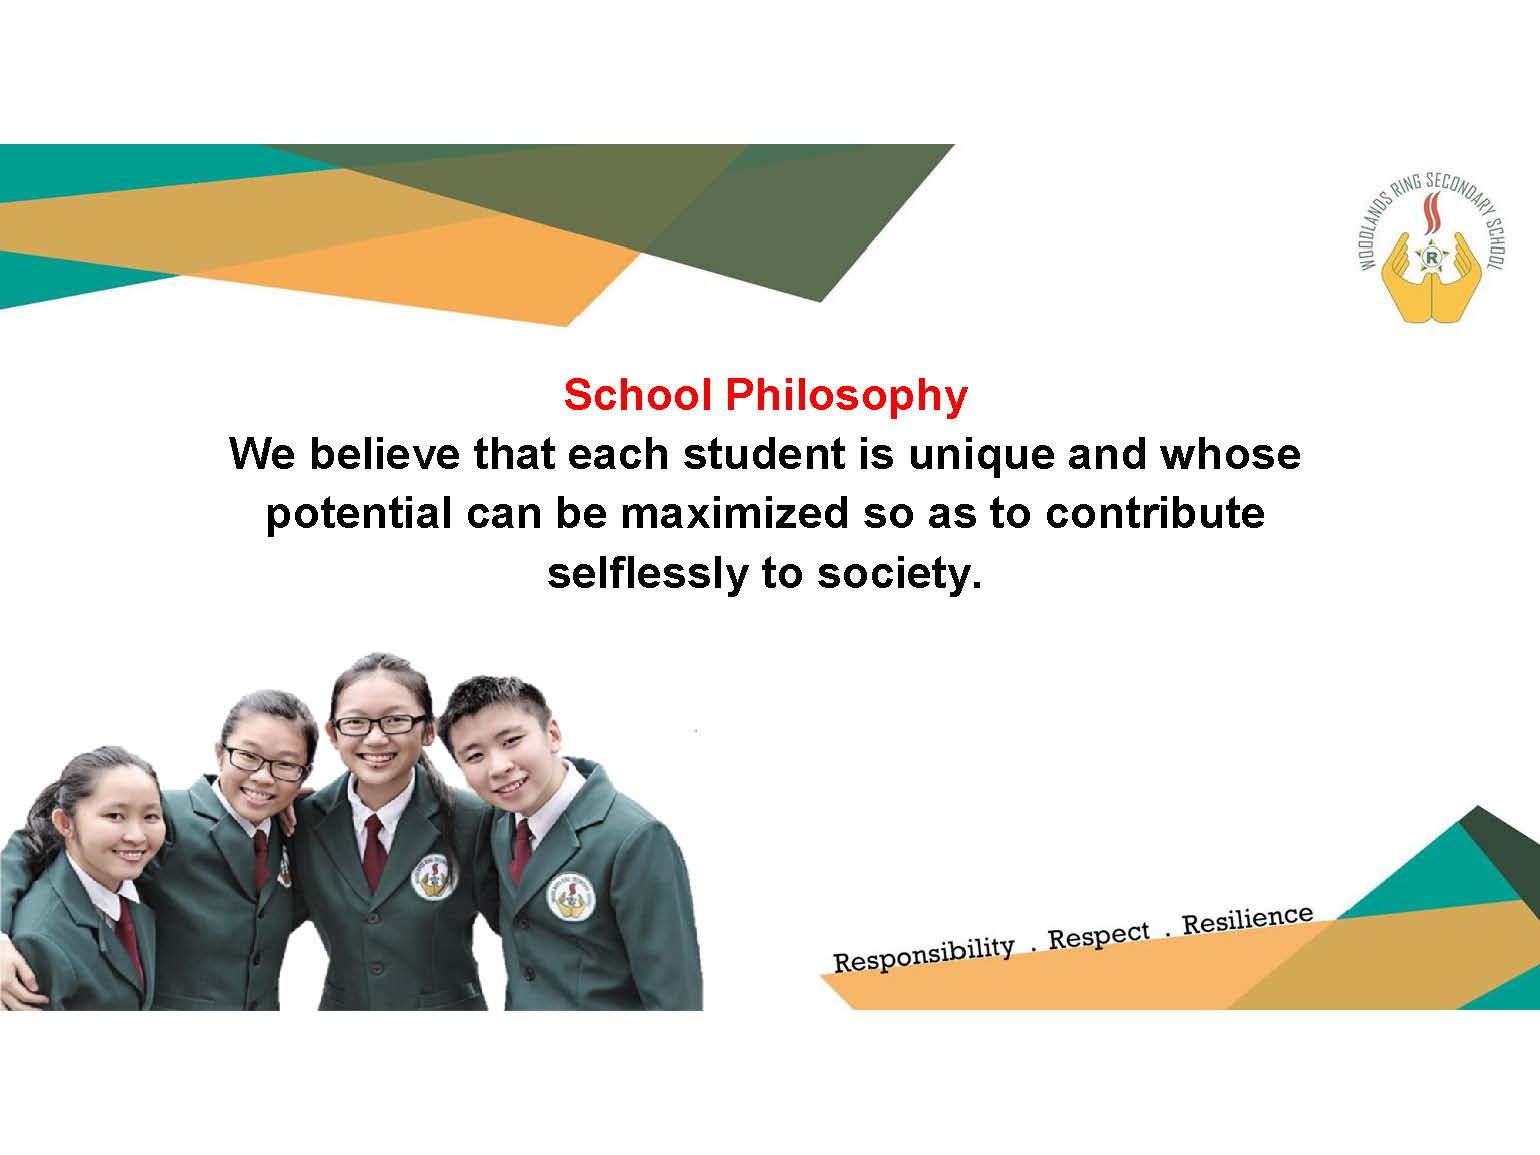 WOODLANDS RING SECONDARY SCHOOL
R
School Philosophy
We believe that each student is unique and whose
potential can be maximized so as to contribute
selflessly to society.
Responsibility . Respect . Resilience